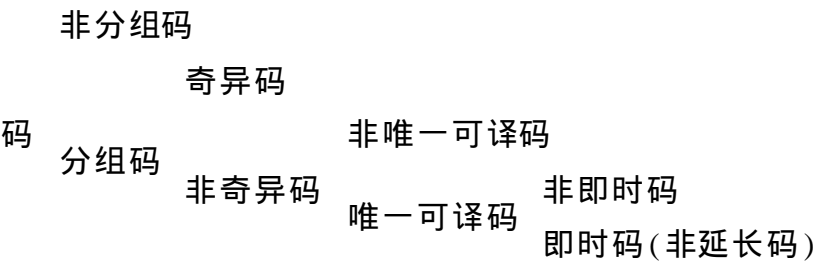 非分组码
奇异码
码
非唯一可译码
分组码
非奇异码
非即时码
唯一可译码
即时码(非延长码)